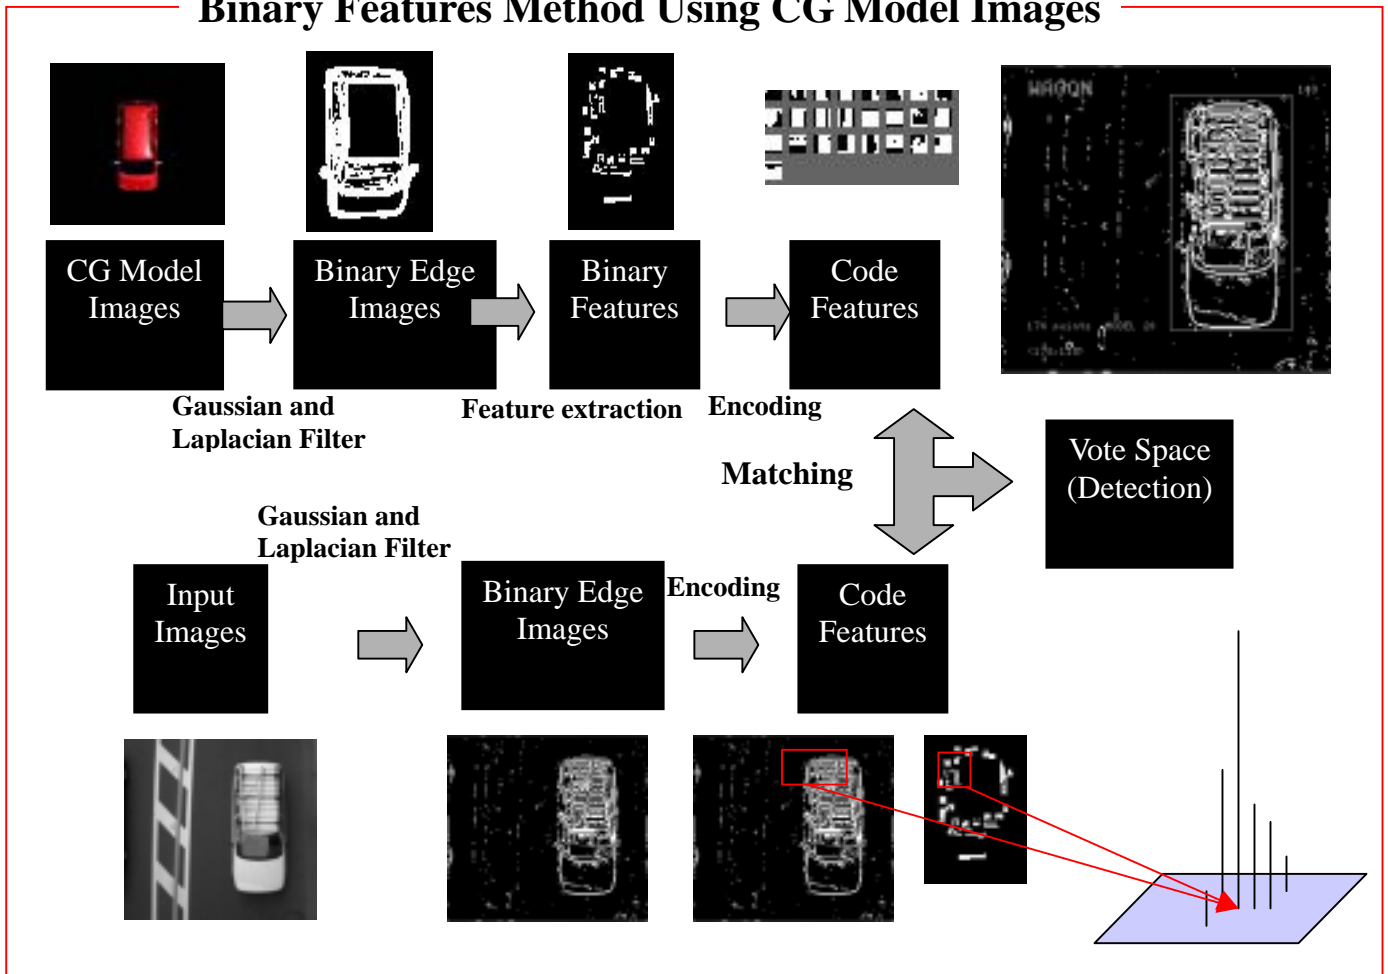 Binary Features Method Using CG Model Images
WAGON
CG Model
Images
Binary Edge
Images
Binary
Features
Code
Features
Gaussian and
Laplacian Filter
Feature extraction
Encoding
Matching
Vote Space
(Detection)
Gaussian and
Laplacian Filter
Input
Images
Binary Edge
Images
Encoding
Code
Features